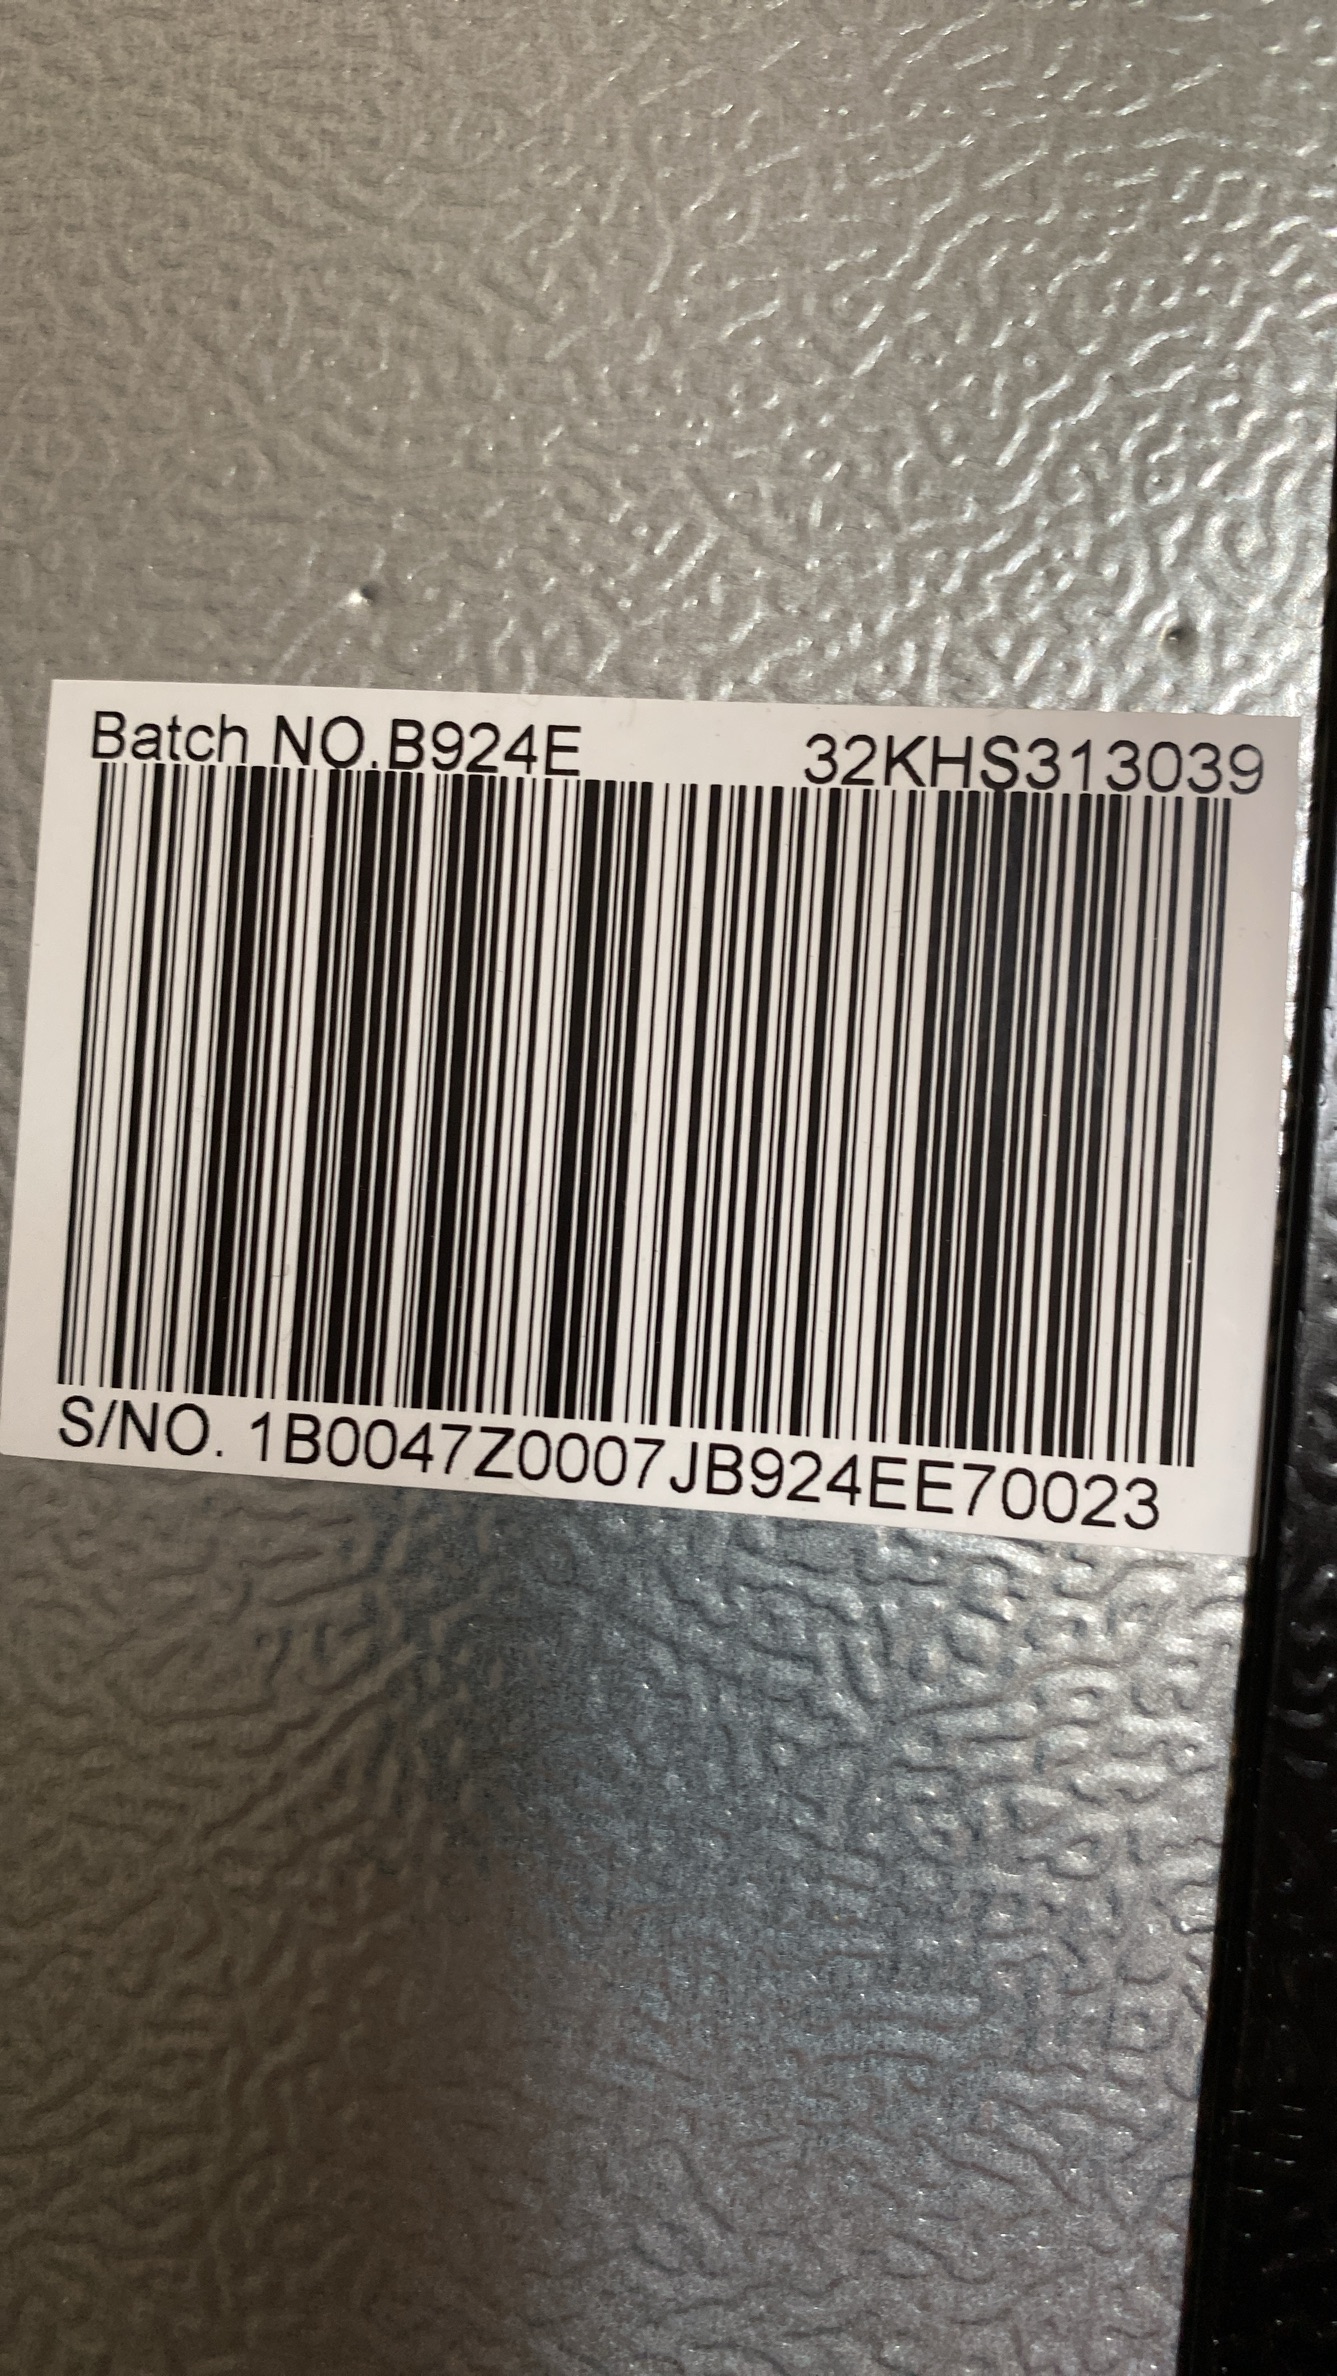 Batch NO.B924E 32KHS313039
S/NO. 1B0047Z0007JB924EE70023